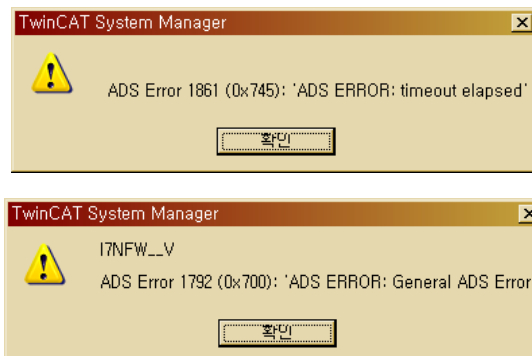 TwinCAT System Manager
ADS Error 1861 (0x745): 'ADS ERROR: timeout elapsed'
확인
TwinCAT System Manager
I7NFW__V
ADS Error 1792 (0x700): 'ADS ERROR: General ADS Error
확인